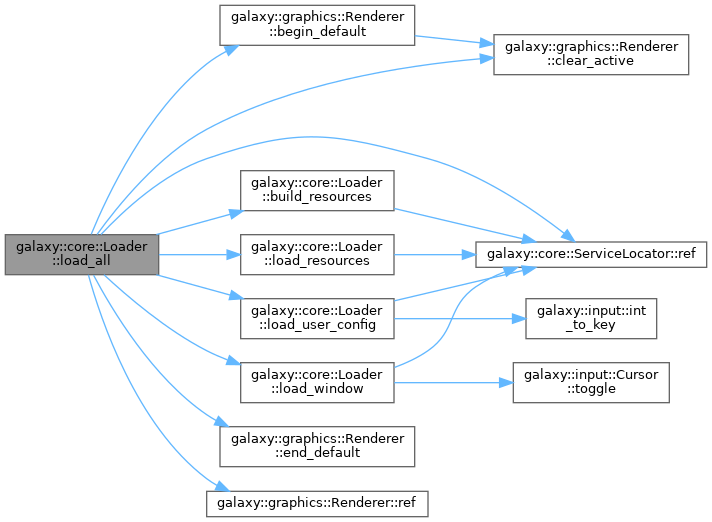 galaxy::graphics::Renderer
::begin_default
galaxy::graphics::Renderer
::clear_active
galaxy::core::Loader
::build_resources
galaxy::core::Loader
::load_all
galaxy::core::Loader
::load_resources
galaxy::core::ServiceLocator::ref
galaxy::core::Loader
::load_user_config
galaxy::input::int
_to_key
galaxy::core::Loader
::load_window
galaxy::input::Cursor
::toggle
galaxy::graphics::Renderer
::end_default
galaxy::graphics::Renderer::ref